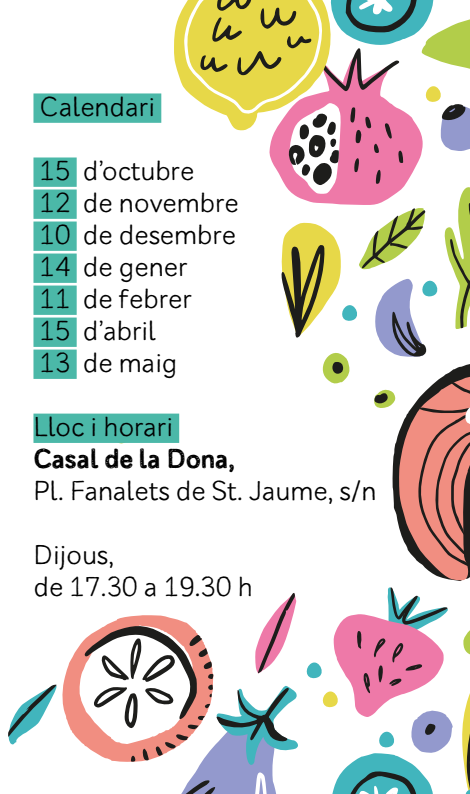 Calendari
15 d'octubre
12 de novembre
10 de desembre
14 de gener
11 de febrer
15 d'abril
13 de maig
Lloc i horari
Casal de la Dona,
Pl. Fanalets de St. Jaume, s/n
Dijous,
de 17.30 a 19.30 h